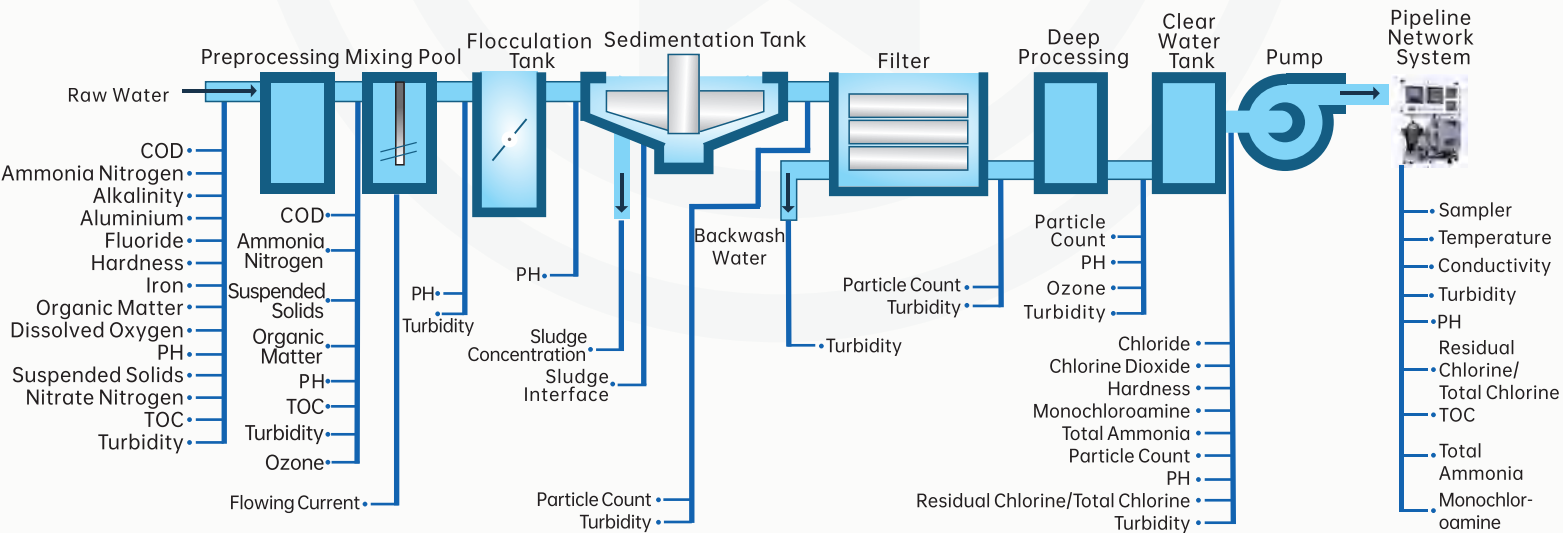 Preprocessing
Mixing Pool
Flocculation
Tank
Sedimentation Tank
Filter
Deep
Processing
Clear
Water
Tank
Pump
Pipeline
Network
System
Raw Water
COD
Ammonia Nitrogen
Alkalinity
Aluminium
Fluoride
Hardness
Iron
Organic Matter
Dissolved Oxygen
PH
Suspended Solids
Nitrate Nitrogen
TOC
Turbidity
COD
Ammonia
Nitrogen
Suspended
Solids
Organic
Matter
PH
TOC
Turbidity
Ozone
Flowing Current
PH
Turbidity
PH
Sludge
Concentration
Sludge
Interface
Particle Count
Turbidity
Backwash
Water
Turbidity
Particle Count
Turbidity
Particle
Count
PH
Ozone
Turbidity
Chloride
Chlorine Dioxide
Hardness
Monochloroamine
Total Ammonia
Particle Count
PH
Residual Chlorine/Total Chlorine
Turbidity
Sampler
Temperature
Conductivity
Turbidity
PH
Residual
Chlorine/
Total Chlorine
TOC
Total
Ammonia
Monochlor-
oamine